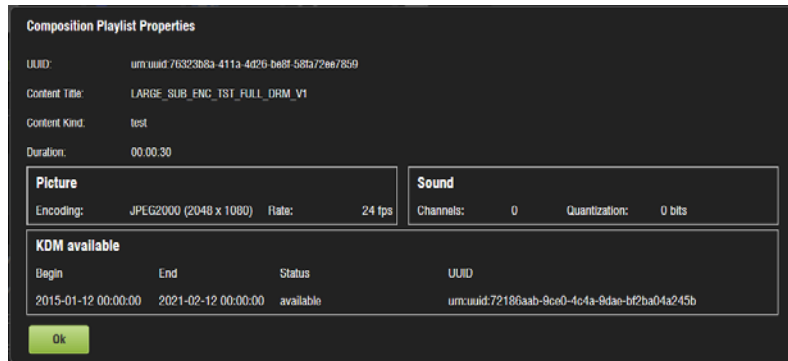 Composition Playlist Properties
UUID: urn:uuid:76323b8a-411a-4d26-be8f-58fa72ee7859
Content Title: LARGE_SUB_ENC_TST_FULL_DRM_V1
Content Kind: test
Duration: 00:00:30
Picture Sound
Encoding: JPEG2000 (2048 x 1080) Rate: 24 fps Channels: 0 Quantization: 0 bits
KDM available
Begin End Status UUID
2015-01-12 00:00:00 2021-02-12 00:00:00 available urn:uuid:72186aab-9ce0-4c4a-9dae-bf2ba04a245b
Ok